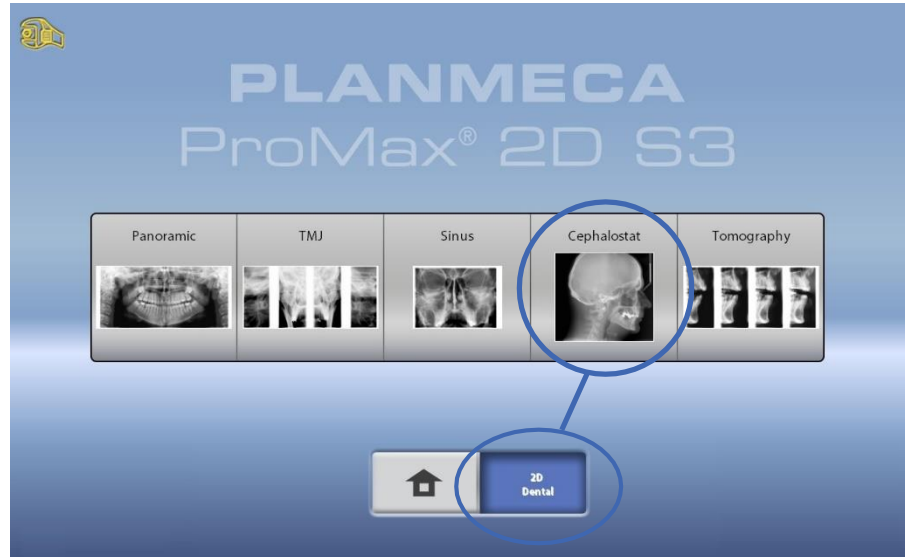 PLANMECA
ProMax® 2D S3
Panoramic
TMJ
Sinus
Cephalostat
Tomography
2D
Dental